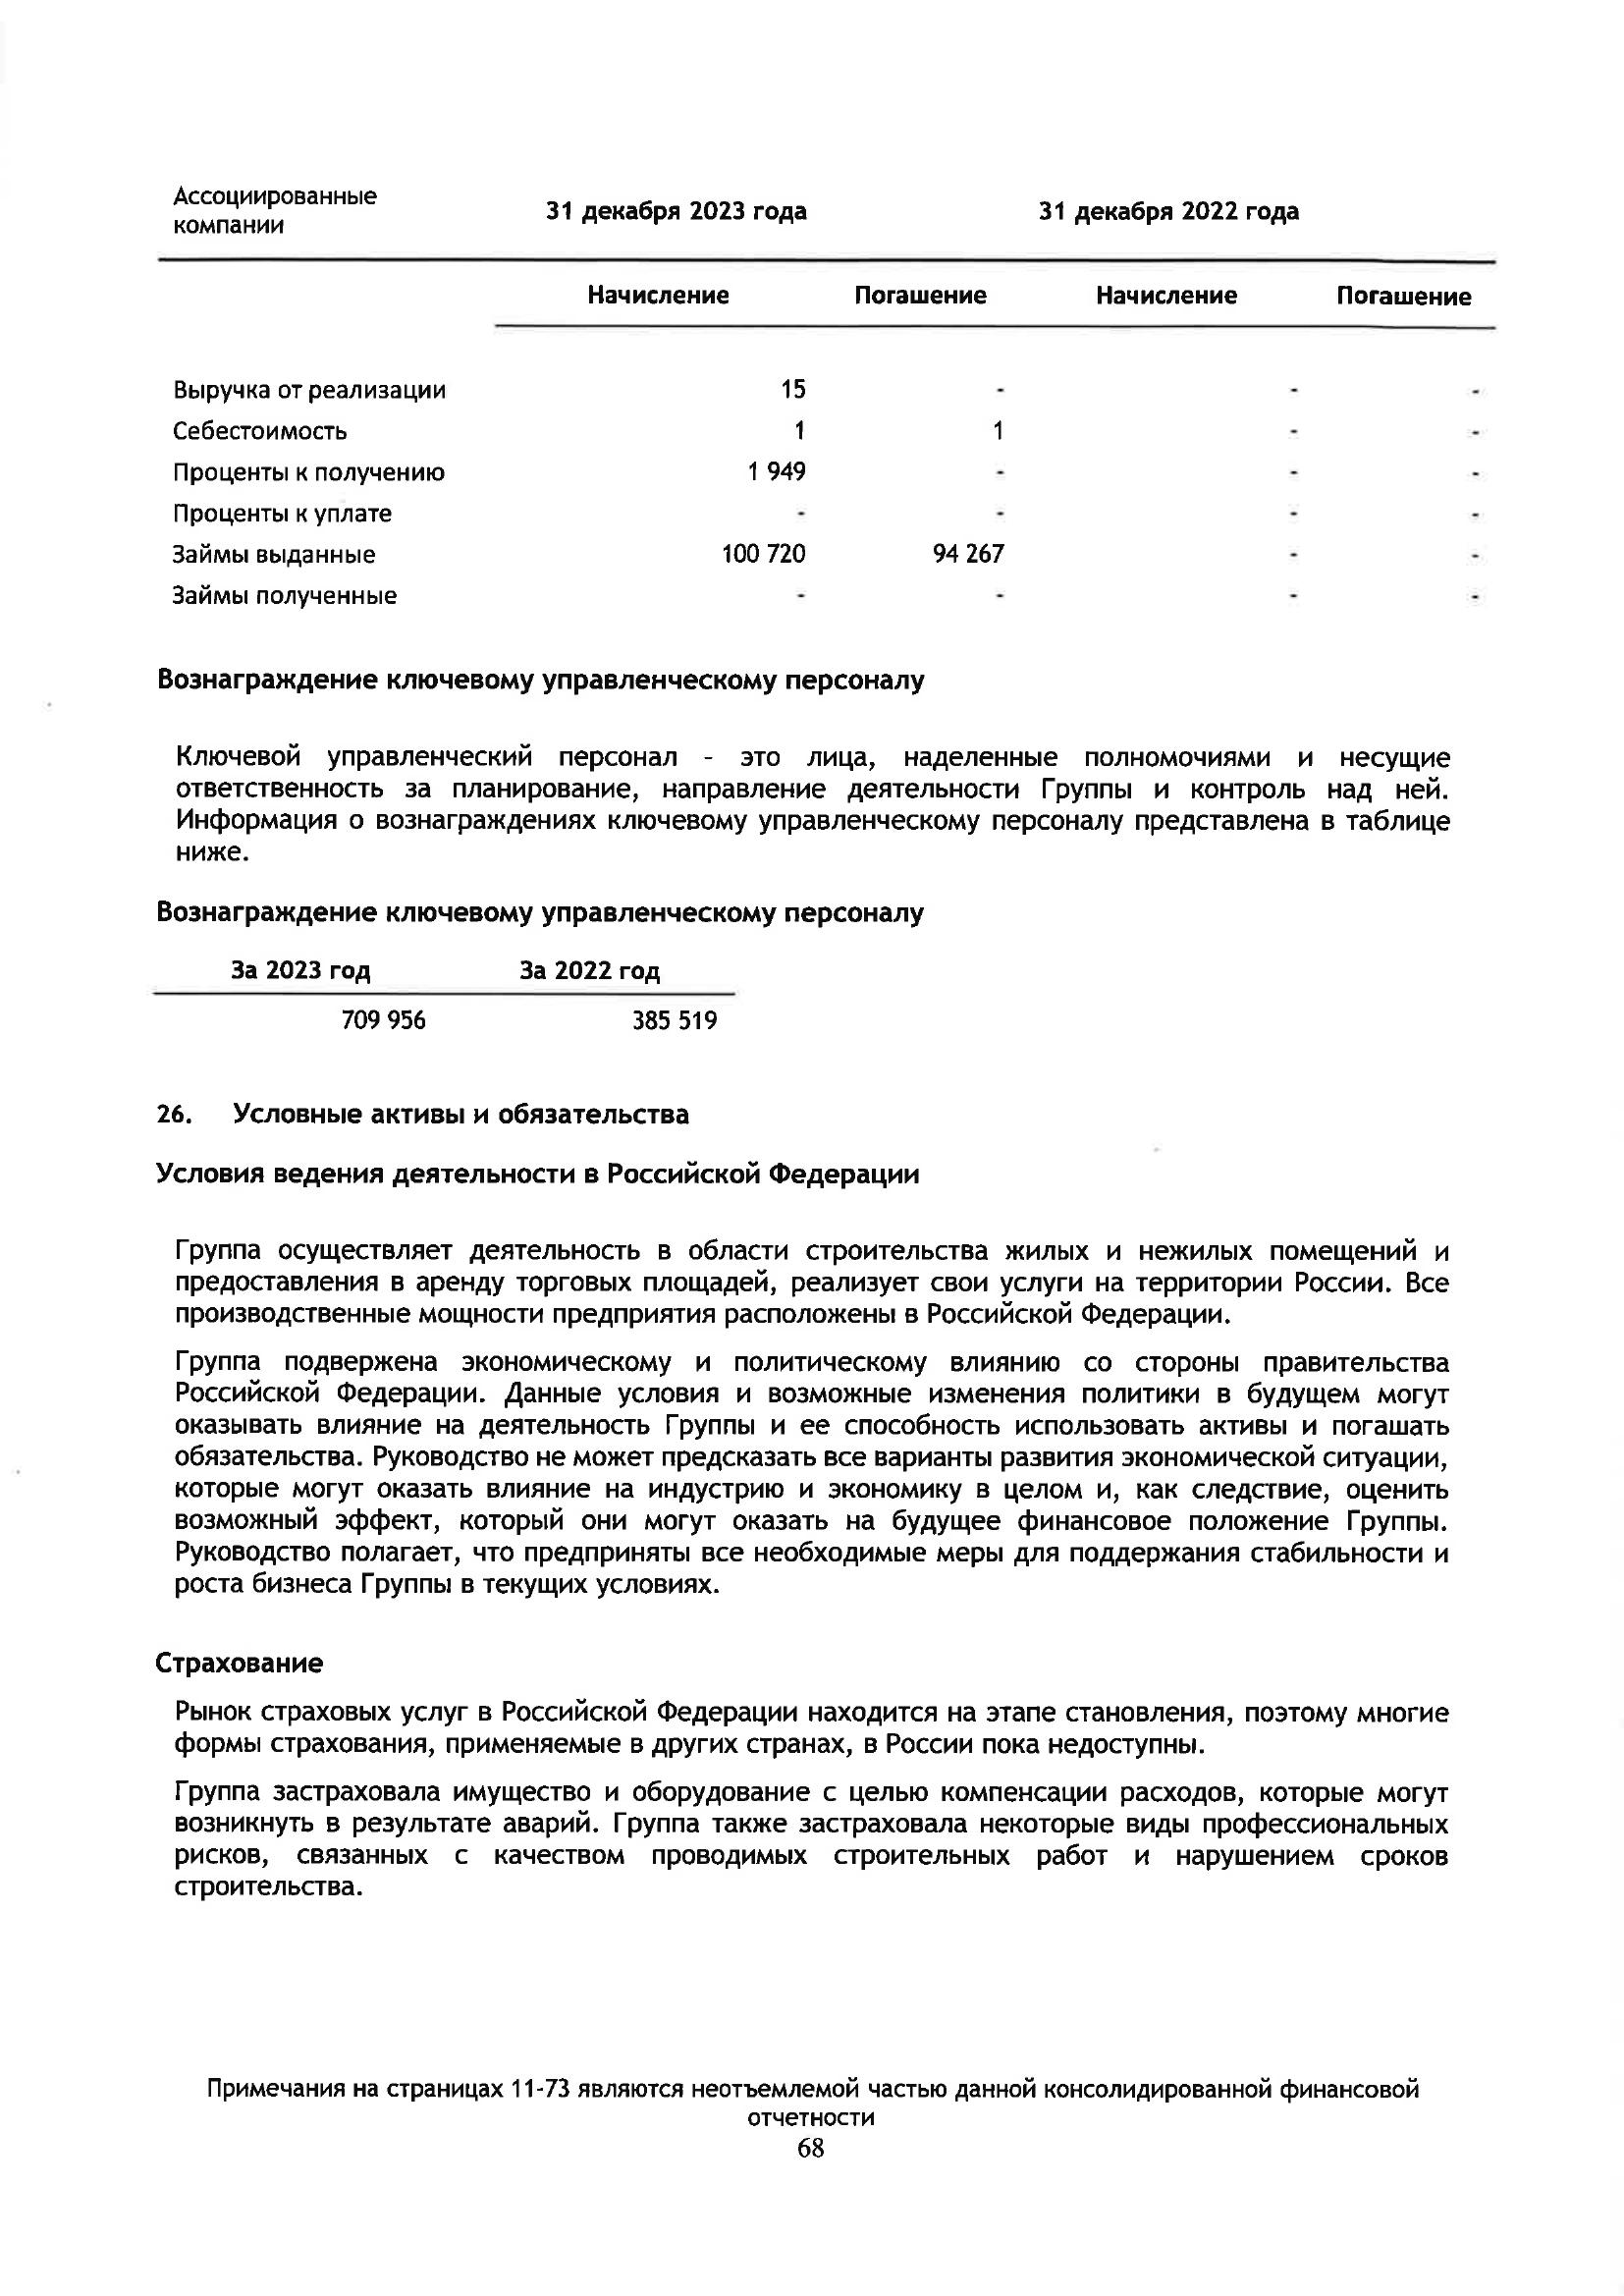 Ассоциированные
компании
31 декабря 2023 года 31 декабря 2022 года
Начисление Погашение Начисление Погашение
Выручка от реализации 15 - - -
Себестоимость 1 1 - -
Проценты к получению 1 949 - - -
Проценты к уплате - - - -
Займы выданные 100 720 94 267 - -
Займы полученные - - - -
Вознаграждение ключевому управленческому персоналу
Ключевой управленческий персонал - это лица, наделенные полномочиями и несущие
ответственность за планирование, направление деятельности Группы и контроль над ней.
Информация о вознаграждениях ключевому управленческому персоналу представлена в таблице
ниже.
Вознаграждение ключевому управленческому персоналу
За 2023 год За 2022 год
709 956 385 519
26. Условные активы и обязательства
Условия ведения деятельности в Российской Федерации
Группа осуществляет деятельность в области строительства жилых и нежилых помещений и
предоставления в аренду торговых площадей, реализует свои услуги на территории России. Все
производственные мощности предприятия расположены в Российской Федерации.
Группа подвержена экономическому и политическому влиянию со стороны правительства
Российской Федерации. Данные условия и возможные изменения политики в будущем могут
оказывать влияние на деятельность Группы и ее способность использовать активы и погашать
обязательства. Руководство не может предсказать все варианты развития экономической ситуации,
которые могут оказать влияние на индустрию и экономику в целом и, как следствие, оценить
возможный эффект, который они могут оказать на будущее финансовое положение Группы.
Руководство полагает, что предприняты все необходимые меры для поддержания стабильности и
роста бизнеса Группы в текущих условиях.
Страхование
Рынок страховых услуг в Российской Федерации находится на этапе становления, поэтому многие
формы страхования, применяемые в других странах, в России пока недоступны.
Группа застраховала имущество и оборудование с целью компенсации расходов, которые могут
возникнуть в результате аварий. Группа также застраховала некоторые виды профессиональных
рисков, связанных с качеством проводимых строительных работ и нарушением сроков
строительства.
Примечания на страницах 11-73 являются неотъемлемой частью данной консолидированной финансовой
отчетности
68